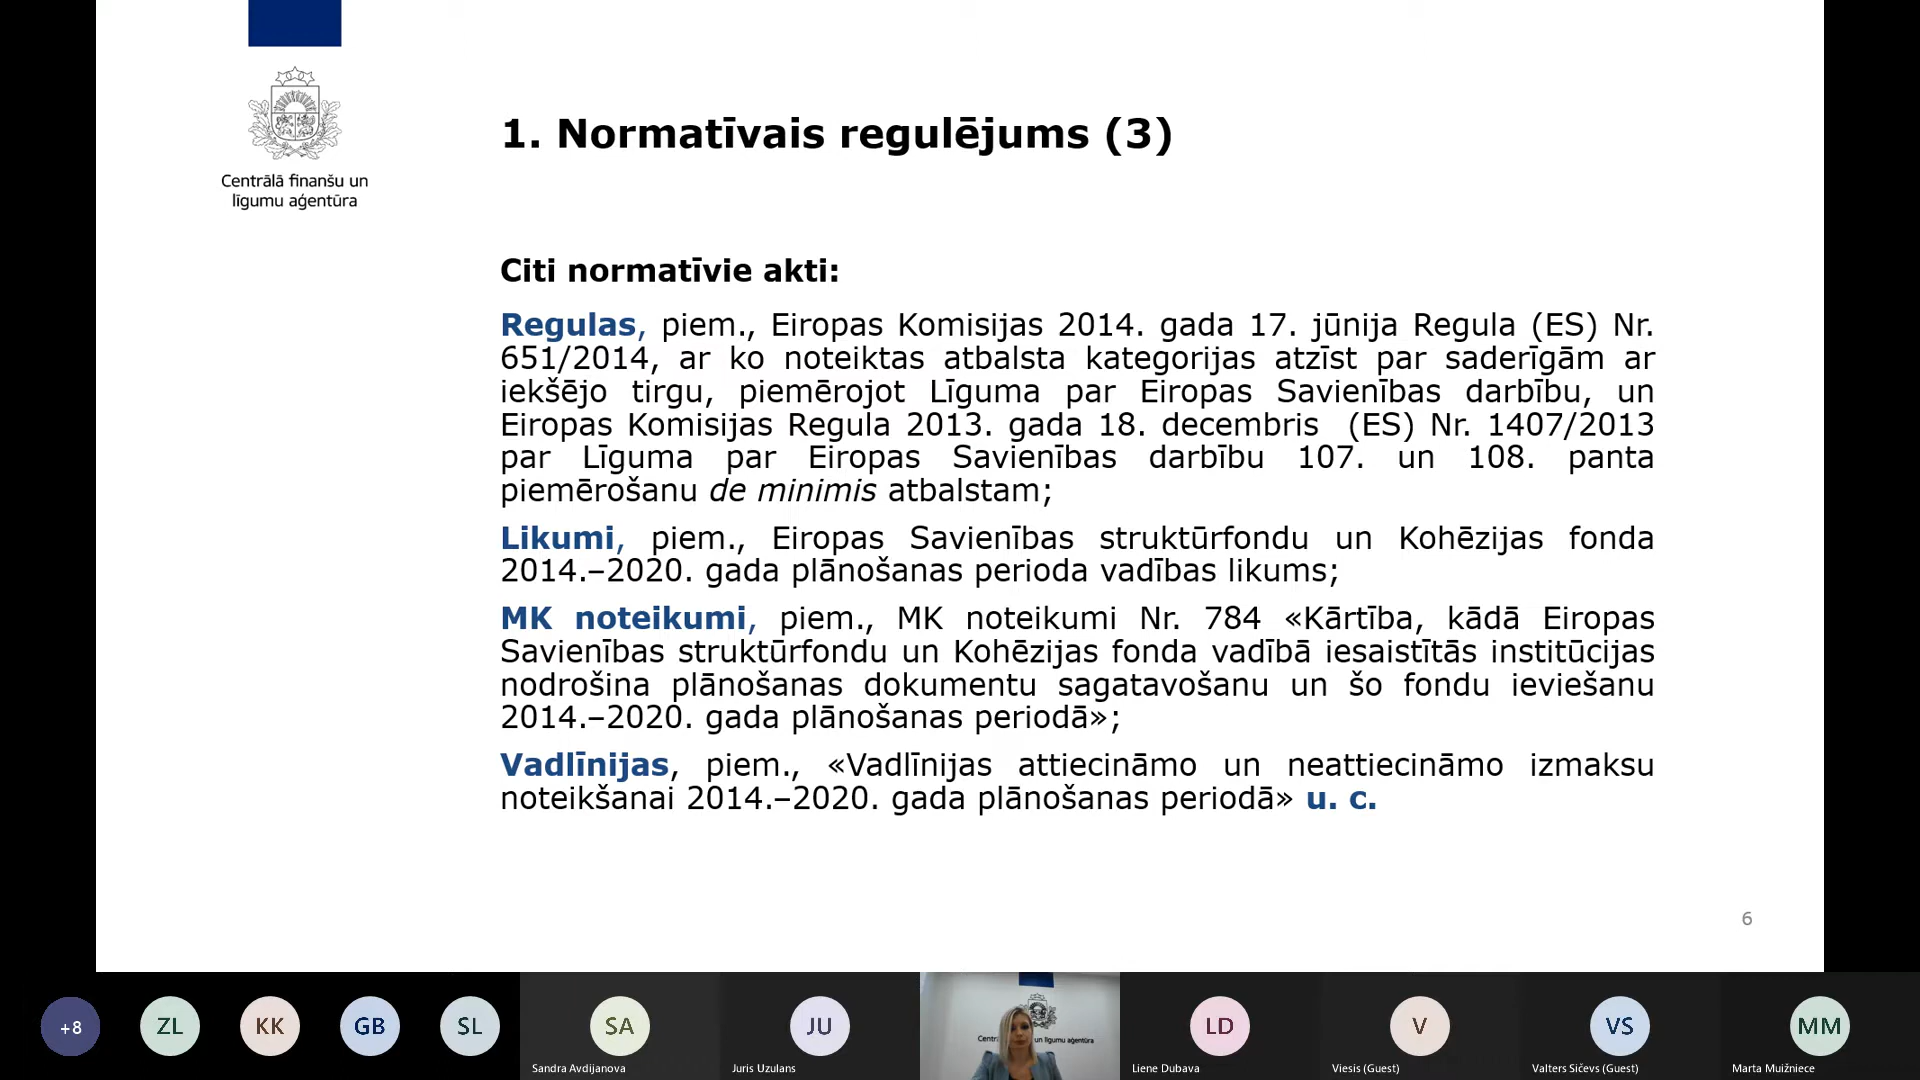 Centrālā finanšu un
līgumu aģentūra
1. Normatīvais regulējums (3)
Citi normatīvie akti:
Regulas, piem., Eiropas Komisijas 2014. gada 17. jūnija Regula (ES) Nr.
651/2014, ar ko noteiktas atbalsta kategorijas atzīst par saderīgām ar
iekšējo tirgu, piemērojot Līguma par Eiropas Savienības darbību, un
Eiropas Komisijas Regula 2013. gada 18. decembris (ES) Nr. 1407/2013
par Līguma par Eiropas Savienības darbību 107. un 108. panta
piemērošanu de minimis atbalstam;
Likumi, piem., Eiropas Savienības struktūrfondu un Kohēzijas fonda
2014.–2020. gada plānošanas perioda vadības likums;
MK noteikumi, piem., MK noteikumi Nr. 784 «Kārtība, kādā Eiropas
Savienības struktūrfondu un Kohēzijas fonda vadībā iesaistītās institūcijas
nodrošina plānošanas dokumentu sagatavošanu un šo fondu ieviešanu
2014.–2020. gada plānošanas periodā»;
Vadlīnijas, piem., «Vadlīnijas attiecināmo un neattiecināmo izmaksu
noteikšanai 2014.–2020. gada plānošanas periodā» u. c.
6
+8 ZL KK GB SL SA JU LD V VS MM
Centr un līgumu aģentūra
Sandra Avdijanova Juris Uzulans Liene Dubava Viesis (Guest) Valters Sičevs (Guest) Marta Muižniece